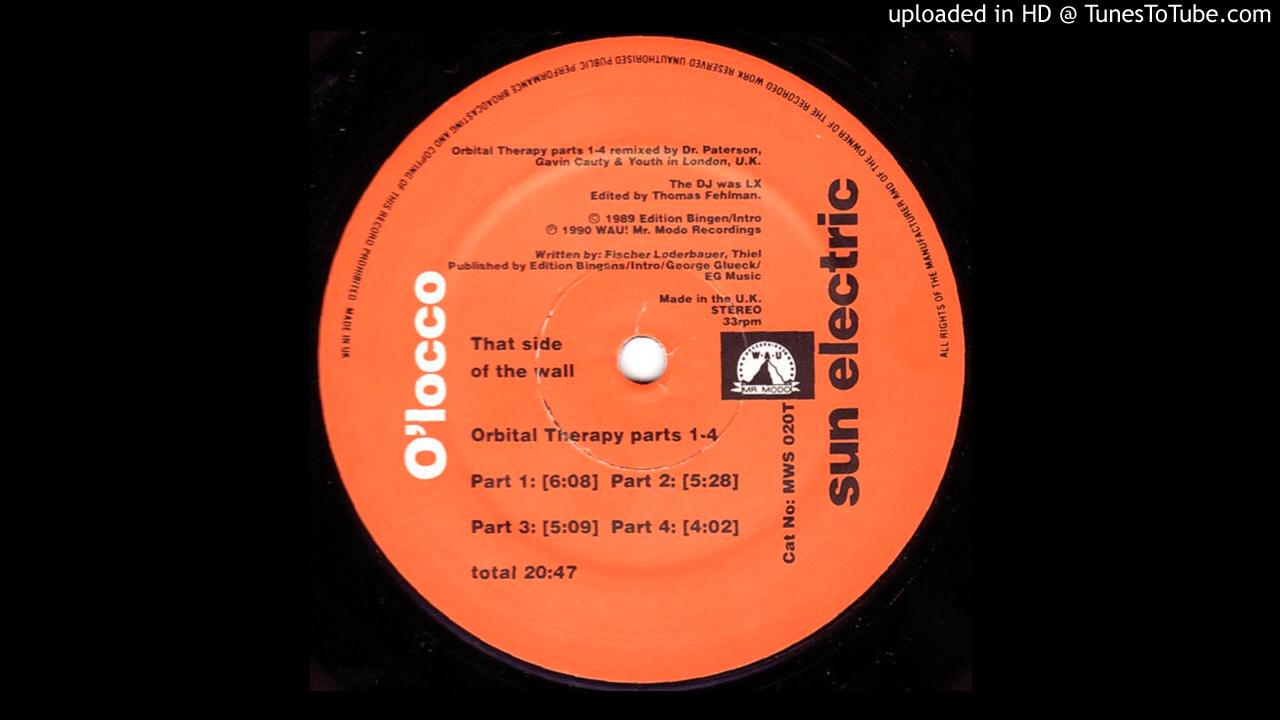 uploaded in HD @ TunesToTube.com
ALL RIGHTS OF THE MANUFACTURER AND OF THE OWNER OF THE RECORDED WORK RESERVED UNAUTHORISED PUBLIC PERFORMANCE BROADCASTING AND COPYING OF THIS RECORD PROHIBITED MADE IN UK
Orbital Therapy parts 1-4 remixed by Dr. Paterson,
Gavin Cauty & Youth in London, U.K.
The DJ was LX
Edited by Thomas Fehlman.
© 1989 Edition Bingen/Intro
℗ 1990 WAU! Mr. Modo Recordings
Written by: Fischer Loderbauer, Thiel
Published by Edition Bingens/Intro/George Glueck/
EG Music
Made in the U.K.
STEREO
33rpm
O'locco
sun electric
That side
of the wall
W·A·U
MR. MODO
Cat No: MWS 020T
Orbital Therapy parts 1-4
Part 1: [6:08] Part 2: [5:28]
Part 3: [5:09] Part 4: [4:02]
total 20:47